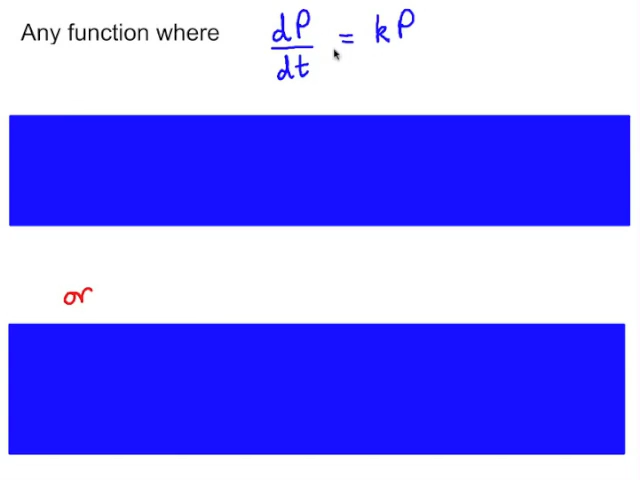 Any function where dP/dt = kP
or